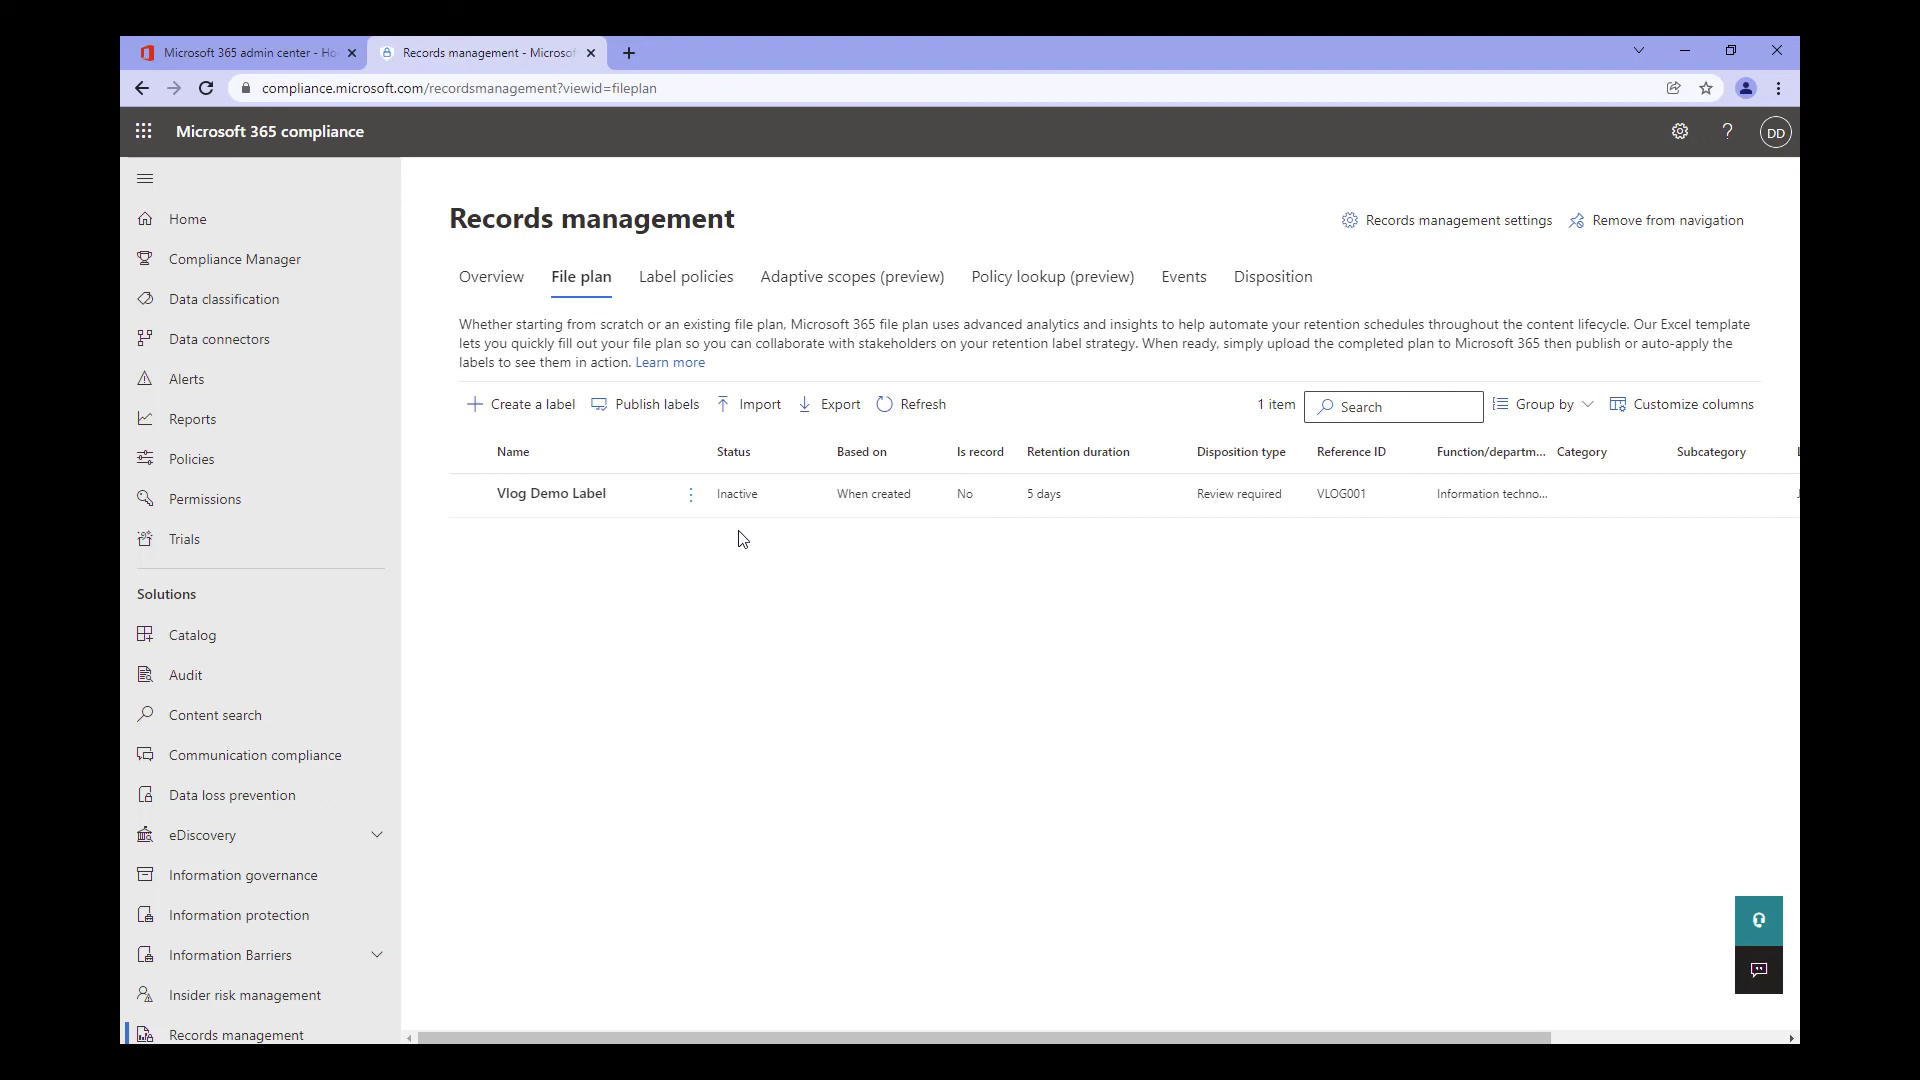 Microsoft 365 admin center - Ho
Records management - Microsof
compliance.microsoft.com/recordsmanagement?viewid=fileplan
Microsoft 365 compliance
DD
Home
Compliance Manager
Data classification
Data connectors
Alerts
Reports
Policies
Permissions
Trials
Solutions
Catalog
Audit
Content search
Communication compliance
Data loss prevention
eDiscovery
Information governance
Information protection
Information Barriers
Insider risk management
Records management
Records management
Records management settings
Remove from navigation
Overview File plan Label policies Adaptive scopes (preview) Policy lookup (preview) Events Disposition
Whether starting from scratch or an existing file plan, Microsoft 365 file plan uses advanced analytics and insights to help automate your retention schedules throughout the content lifecycle. Our Excel template
lets you quickly fill out your file plan so you can collaborate with stakeholders on your retention label strategy. When ready, simply upload the completed plan to Microsoft 365 then publish or auto-apply the
labels to see them in action. Learn more
Create a label Publish labels Import Export Refresh 1 item Search Group by Customize columns
Name Status Based on Is record Retention duration Disposition type Reference ID Function/departm... Category Subcategory
Vlog Demo Label Inactive When created No 5 days Review required VLOG001 Information techno...